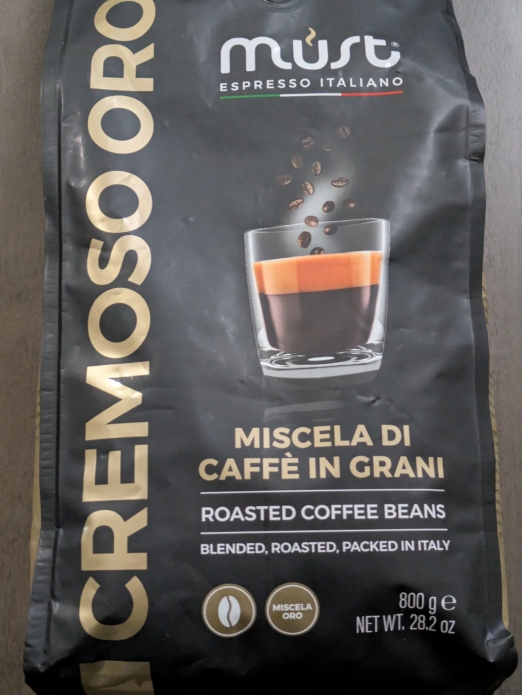 CREMOSO ORO
must®
ESPRESSO ITALIANO
MISCELA DI
CAFFÈ IN GRANI
ROASTED COFFEE BEANS
BLENDED, ROASTED, PACKED IN ITALY
MISCELA
ORO
800 g e
NET WT. 28.2 oz